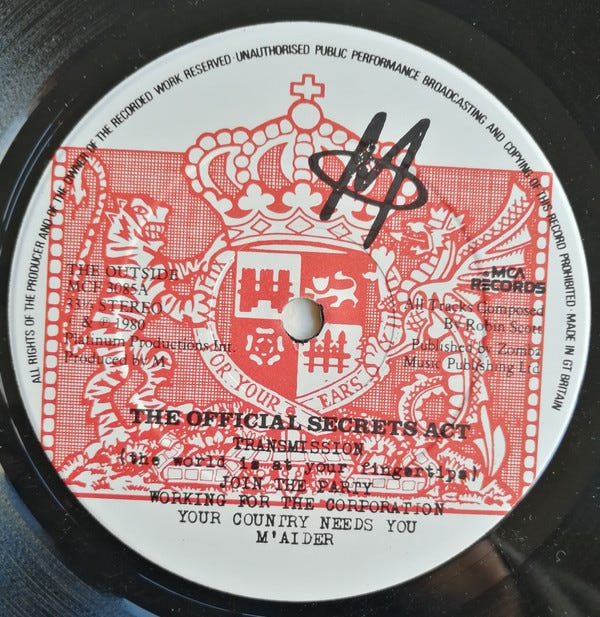 ALL RIGHTS OF THE PRODUCER AND OF THE OWNER OF THE RECORDED WORK RESERVED · UNAUTHORISED PUBLIC PERFORMANCE BROADCASTING AND COPYING OF THIS RECORD PROHIBITED · MADE IN GT BRITAIN
M
THE OUTSIDE
MCF 3085A
33⅓ STEREO
& ℗ 1980
Platinum Productions Int.
Produced by M
MCA
RECORDS
All Tracks Composed
By Robin Scott
Published by Zomba
Music Publishing Ltd
FOR YOUR EARS
THE OFFICIAL SECRETS ACT
TRANSMISSION
(the world is at your fingertips)
JOIN THE PARTY
WORKING FOR THE CORPORATION
YOUR COUNTRY NEEDS YOU
M'AIDER